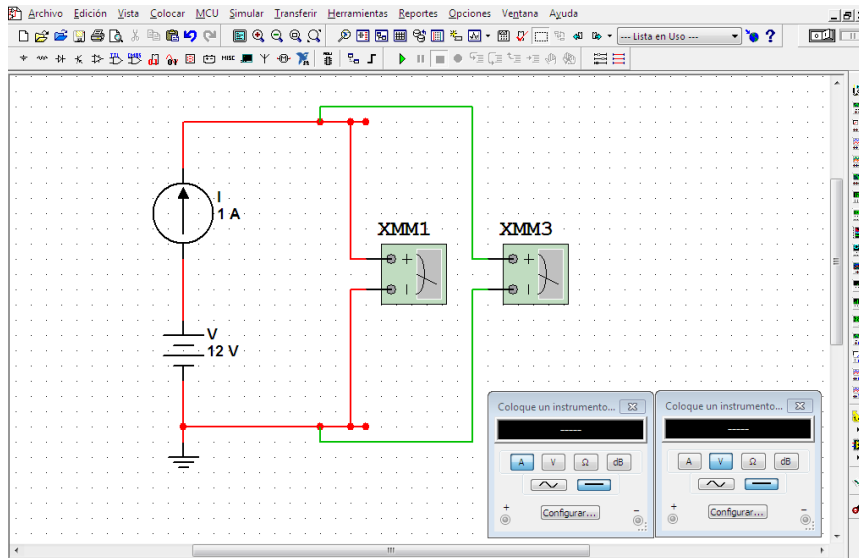 Archivo Edición Vista Colocar MCU Simular Transferir Herramientas Reportes Opciones Ventana Ayuda
--- Lista en Uso ---
MISC
I
1 A
XMM1
XMM3
V
12 V
Coloque un instrumento...
Coloque un instrumento...
-----
-----
A V Ω dB
A V Ω dB
+ Configurar... −
+ Configurar... −